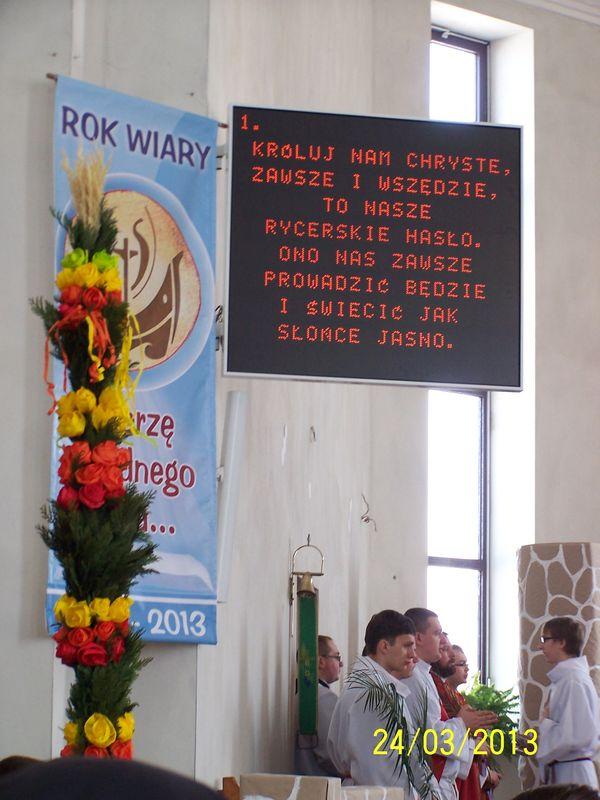 ROK WIARY
1.
KRÓLUJ NAM CHRYSTE,
ZAWSZE I WSZĘDZIE,
TO NASZE
RYCERSKIE HASŁO.
ONO NAS ZAWSZE
PROWADZIĆ BĘDZIE
I ŚWIECIĆ JAK
SŁOMCE JASNO.
2013
24/03/2013